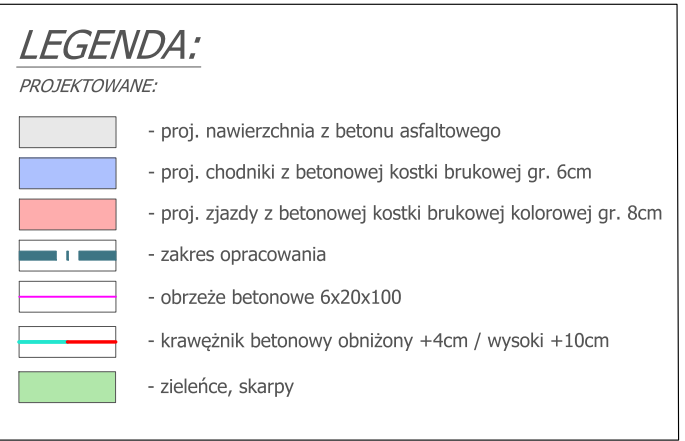 LEGENDA:
PROJEKTOWANE:
- proj. nawierzchnia z betonu asfaltowego
- proj. chodniki z betonowej kostki brukowej gr. 6cm
- proj. zjazdy z betonowej kostki brukowej kolorowej gr. 8cm
- zakres opracowania
- obrzeże betonowe 6x20x100
- krawężnik betonowy obniżony +4cm / wysoki +10cm
- zieleńce, skarpy